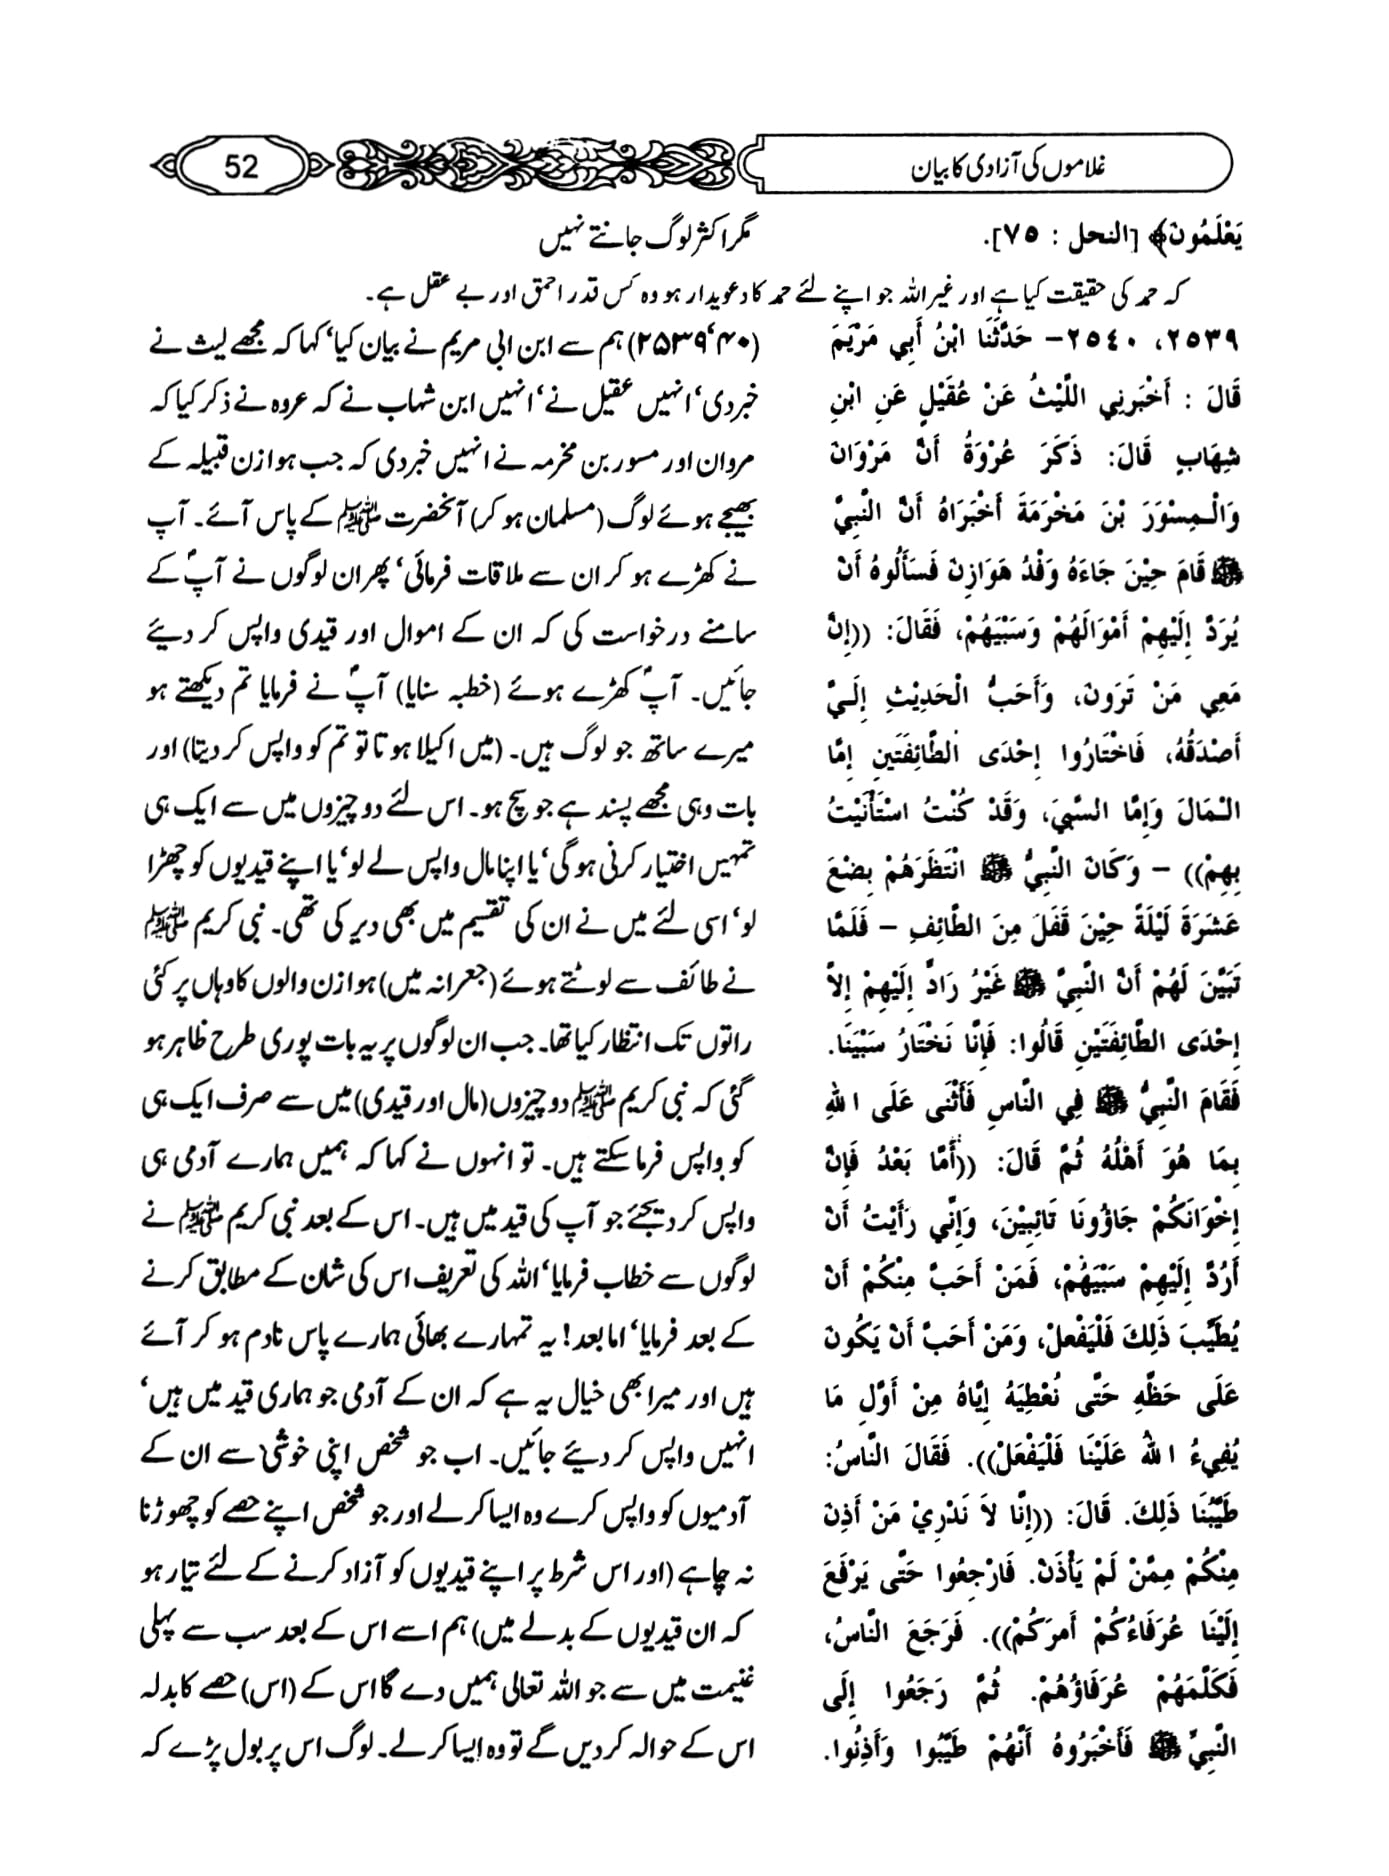 غلاموں کی آزادی کا بیان
52
يَعْلَمُونَ﴾ [النحل : ٧٥].
مگر اکثر لوگ جانتے نہیں
کہ حمد کی حقیقت کیا ہے اور غیر اللہ جو اپنے لئے حمد کا دعویدار ہو وہ کس قدر احمق اور بے عقل ہے۔
٢٥٣٩، ٢٥٤٠– حَدَّثَنَا ابْنُ أَبِي مَرْيَمَ
قَالَ : أَخْبَرَنِي اللَّيْثُ عَنْ عُقَيْلٍ عَنِ ابْنِ
شِهَابٍ قَالَ: ذَكَرَ عُرْوَةُ أَنَّ مَرْوَانَ
وَالْـمِسْوَرَ بْنَ مَخْرَمَةَ أَخْبَرَاهُ أَنَّ النَّبِيَّ
ﷺ قَامَ حِيْنَ جَاءَهُ وَفْدُ هَوَازِنَ فَسَأَلُوهُ أَنْ
يُرَدَّ إِلَيْهِمْ أَمْوَالَهُمْ وَسَبْيَهُمْ، فَقَالَ: ((إِنَّ
مَعِي مَنْ تَرَونَ، وَأَحَبُّ الْحَدِيْثِ إِلَيَّ
أَصْدَقُهُ، فَاخْتَارُوا إِحْدَى الطَّائِفَتَينِ إِمَّا
الْـمَالَ وَإِمَّا السَّبْيَ، وَقَدْ كُنْتُ اسْتَأْنَيْتُ
بِهِمْ)) – وَكَانَ النَّبِيُّ ﷺ انْتَظَرَهُمْ بِضْعَ
عَشَرَةَ لَيْلَةً حِيْنَ قَفَلَ مِنَ الطَّائِفِ – فَلَمَّا
تَبَيَّنَ لَهُمْ أَنَّ النَّبِيَّ ﷺ غَيْرُ رَادٍّ إِلَيْهِمْ إِلاَّ
إِحْدَى الطَّائِفَتَيْنِ قَالُوا: فَإِنَّا نَخْتَارُ سَبْيَنَا.
فَقَامَ النَّبِيُّ ﷺ فِي النَّاسِ فَأَثْنَى عَلَى اللهِ
بِمَا هُوَ أَهْلُهُ ثُمَّ قَالَ: ((أَمَّا بَعْدُ فَإِنَّ
إِخْوَانَكُمْ جَاؤُونَا تَائِبِيْنَ، وَإِنِّي رَأَيْتُ أَنْ
أَرُدَّ إِلَيْهِمْ سَبْيَهُمْ، فَمَنْ أَحَبَّ مِنْكُمْ أَنْ
يُطَيِّبَ ذَلِكَ فَلْيَفْعلْ، وَمَنْ أَحَبَّ أَنْ يَكُونَ
عَلَى حَظِّهِ حَتَّى نُعْطِيَهُ إِيَّاهُ مِنْ أَوَّلِ مَا
يُفِيءُ اللهُ عَلَيْنَا فَلْيَفْعَلْ)). فَقَالَ النَّاسُ:
طَيَّبْنَا ذَلِكَ. قَالَ: ((إِنَّا لاَ نَدْرِيْ مَنْ أَذِنَ
مِنْكُمْ مِمَّنْ لَمْ يَأْذَنْ. فَارْجِعُوا حَتَّى يَرْفَعَ
إِلَيْنَا عُرَفَاءُكُمْ أَمرَكُمْ)). فَرَجَعَ النَّاسُ،
فَكَلَّمَهُمْ عُرَفَاؤُهُمْ. ثُمَّ رَجَعُوا إِلَى
النَّبِيِّ ﷺ فَأَخْبَرُوهُ أَنَّهُمْ طَيَّبُوا وَأَذِنُوا.
(۴۰‘۲۵۳۹) ہم سے ابن ابی مریم نے بیان کیا‘ کہا کہ مجھے لیث نے
خبر دی‘ انہیں عقیل نے‘ انہیں ابن شہاب نے کہ عروہ نے ذکر کیا کہ
مروان اور مسور بن مخرمہ نے انہیں خبر دی کہ جب ہوازن قبیلہ کے
بھیجے ہوئے لوگ (مسلمان ہو کر) آنحضرت ﷺ کے پاس آئے۔ آپ
نے کھڑے ہو کر ان سے ملاقات فرمائی‘ پھر ان لوگوں نے آپؐ کے
سامنے درخواست کی کہ ان کے اموال اور قیدی واپس کر دیئے
جائیں۔ آپؐ کھڑے ہوئے (خطبہ سنایا) آپؐ نے فرمایا تم دیکھتے ہو
میرے ساتھ جو لوگ ہیں۔ (میں اکیلا ہوتا تو تم کو واپس کر دیتا) اور
بات وہی مجھے پسند ہے جو سچ ہو۔ اس لئے دو چیزوں میں سے ایک ہی
تمہیں اختیار کرنی ہو گی‘ یا اپنا مال واپس لے لو‘ یا اپنے قیدیوں کو چھڑا
لو‘ اسی لئے میں نے ان کی تقسیم میں بھی دیر کی تھی۔ نبی کریم ﷺ
نے طائف سے لوٹتے ہوئے (جعرانہ میں) ہوازن والوں کا وہاں پر کئی
راتوں تک انتظار کیا تھا۔ جب ان لوگوں پر یہ بات پوری طرح ظاہر ہو
گئی کہ نبی کریم ﷺ دو چیزوں (مال اور قیدی) میں سے صرف ایک ہی
کو واپس فرما سکتے ہیں۔ تو انہوں نے کہا کہ ہمیں ہمارے آدمی ہی
واپس کر دیجئے جو آپ کی قید میں ہیں۔ اس کے بعد نبی کریم ﷺ نے
لوگوں سے خطاب فرمایا‘ اللہ کی تعریف اس کی شان کے مطابق کرنے
کے بعد فرمایا‘ اما بعد! یہ تمہارے بھائی ہمارے پاس نادم ہو کر آئے
ہیں اور میرا بھی خیال یہ ہے کہ ان کے آدمی جو ہماری قید میں ہیں‘
انہیں واپس کر دیئے جائیں۔ اب جو شخص اپنی خوشی سے ان کے
آدمیوں کو واپس کرے وہ ایسا کر لے اور جو شخص اپنے حصے کو چھوڑنا
نہ چاہے (اور اس شرط پر اپنے قیدیوں کو آزاد کرنے کے لئے تیار ہو
کہ ان قیدیوں کے بدلے میں) ہم اسے اس کے بعد سب سے پہلی
غنیمت میں سے جو اللہ تعالی ہمیں دے گا اس کے (اس) حصے کا بدلہ
اس کے حوالہ کر دیں گے تو وہ ایسا کر لے۔ لوگ اس پر بول پڑے کہ